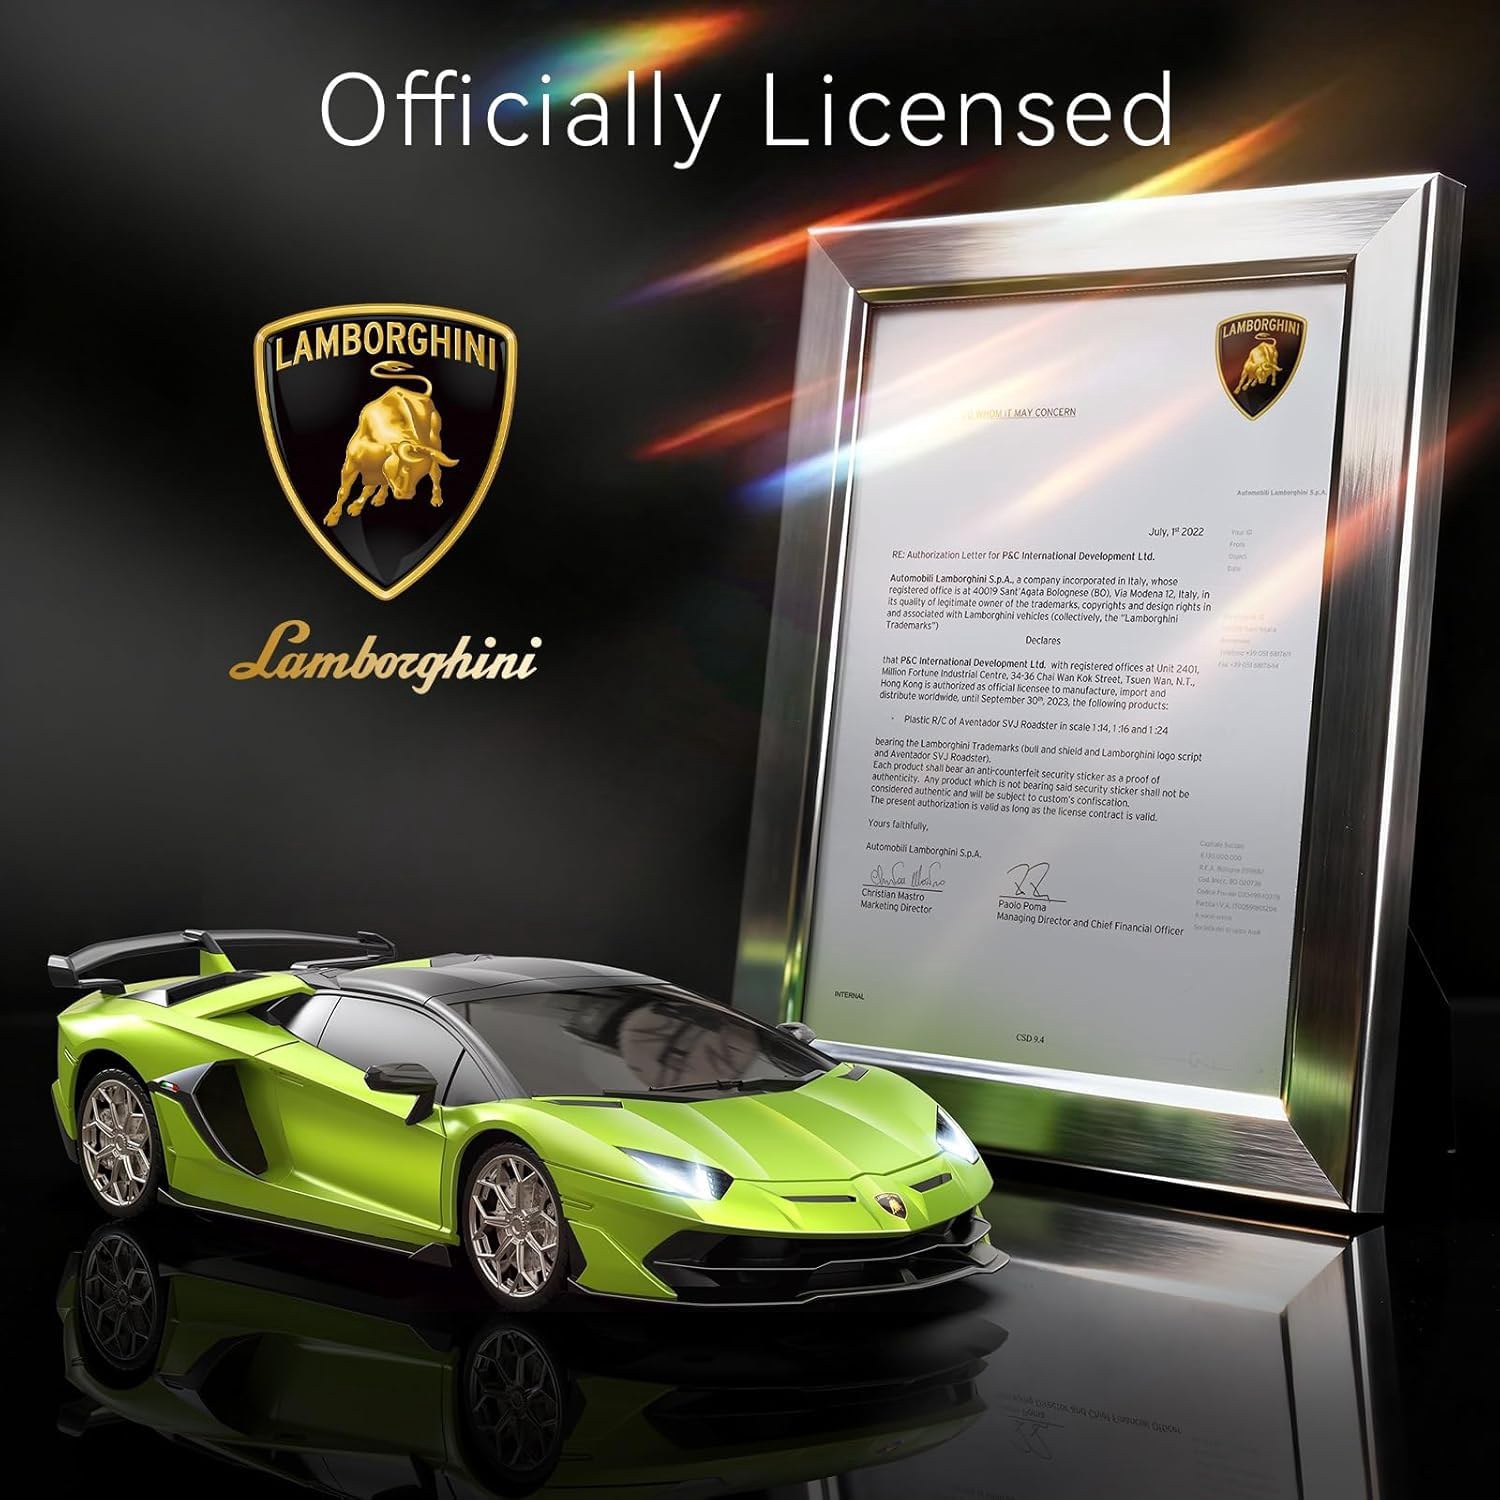 Officially Licensed
LAMBORGHINI
Lamborghini
LAMBORGHINI
TO WHOM IT MAY CONCERN
Automobili Lamborghini S.p.A.
July, 1st 2022
Your ID
From
Object
Date
RE: Authorization Letter for P&C International Development Ltd.
Automobili Lamborghini S.p.A., a company incorporated in Italy, whose
registered office is at 40019 Sant'Agata Bolognese (BO), Via Modena 12, Italy, in
its quality of legitimate owner of the trademarks, copyrights and design rights in
and associated with Lamborghini vehicles (collectively, the "Lamborghini
Trademarks")
Declares
that P&C International Development Ltd. with registered offices at Unit 2401,
Million Fortune Industrial Centre, 34-36 Chai Wan Kok Street, Tsuen Wan, N.T.,
Hong Kong is authorized as official licensee to manufacture, import and
distribute worldwide, until September 30th, 2023, the following products:
- Plastic R/C of Aventador SVJ Roadster in scale 1:14, 1:16 and 1:24
bearing the Lamborghini Trademarks (bull and shield and Lamborghini logo script
and Aventador SVJ Roadster).
Each product shall bear an anti-counterfeit security sticker as a proof of
authenticity. Any product which is not bearing said security sticker shall not be
considered authentic and will be subject to custom's confiscation.
The present authorization is valid as long as the license contract is valid.
Yours faithfully,
Automobili Lamborghini S.p.A.
Christian Mastro
Marketing Director
Paolo Poma
Managing Director and Chief Financial Officer
INTERNAL
CSD 9.4